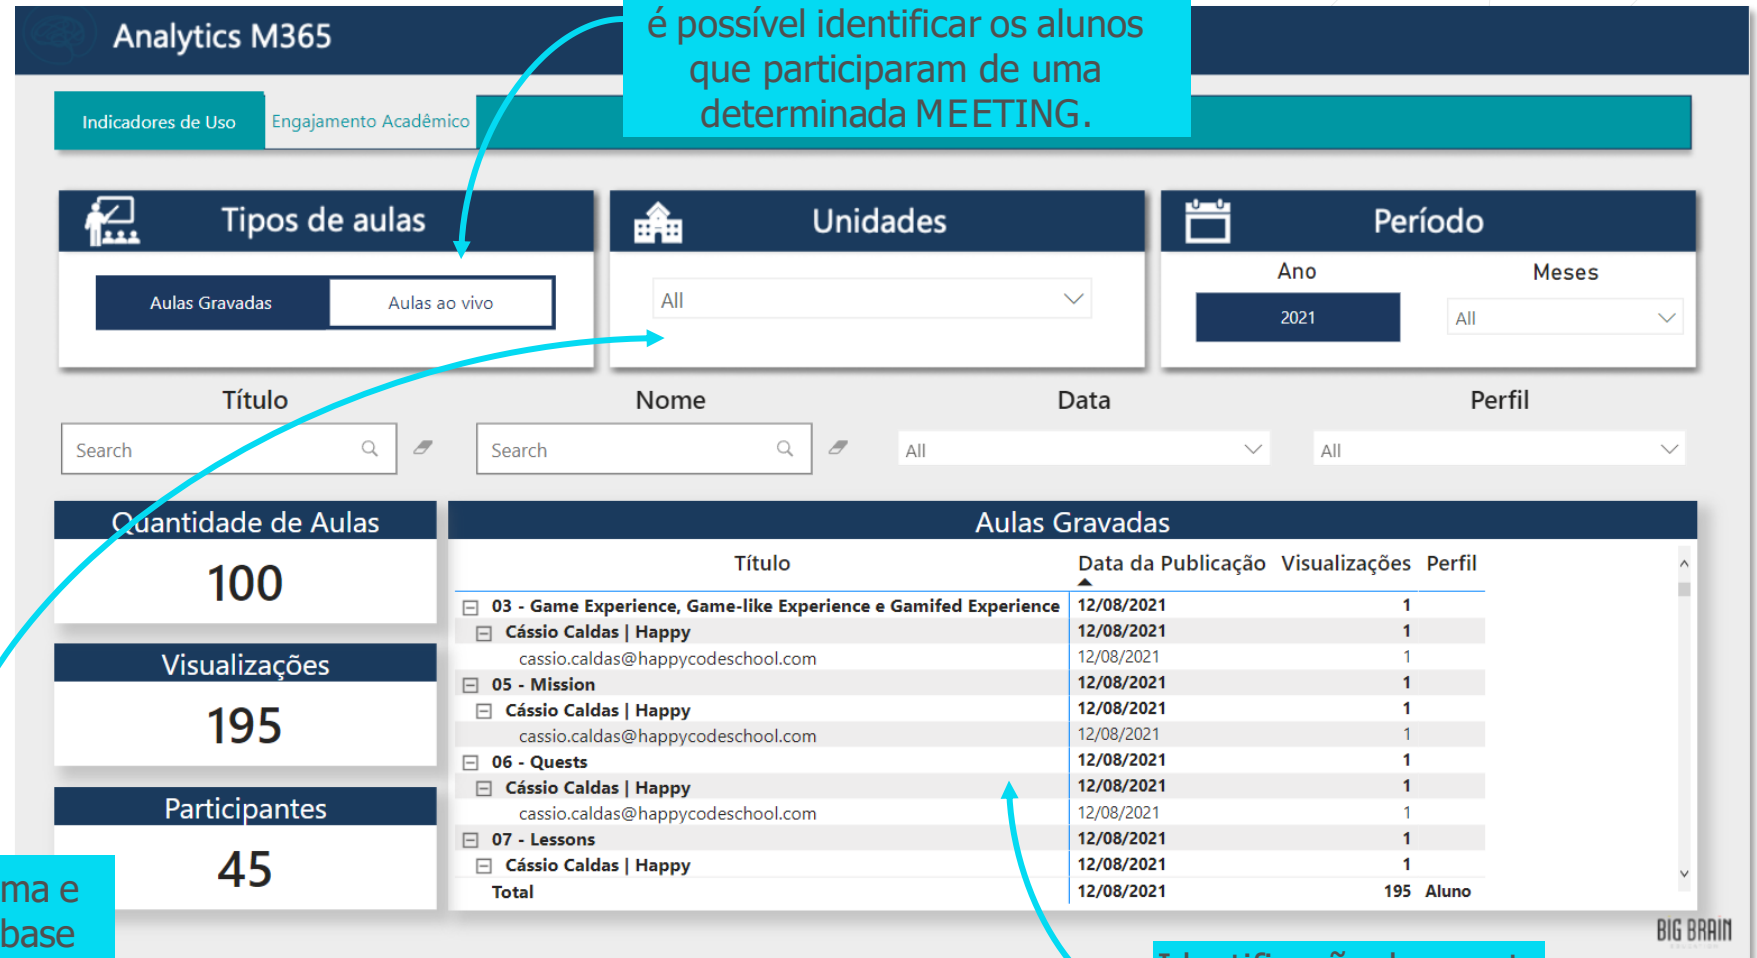 Analytics M365
é possível identificar os alunos
que participaram de uma
determinada MEETING.
Indicadores de Uso
Engajamento Acadêmico
Tipos de aulas
Aulas Gravadas
Aulas ao vivo
Unidades
All
Período
Ano
Meses
2021
All
Título
Nome
Data
Perfil
Search
Search
All
All
Quantidade de Aulas
100
Visualizações
195
Participantes
45
Aulas Gravadas
Título Data da Publicação Visualizações Perfil
03 - Game Experience, Game-like Experience e Gamifed Experience 12/08/2021 1
Cássio Caldas | Happy 12/08/2021 1
cassio.caldas@happycodeschool.com 12/08/2021 1
05 - Mission 12/08/2021 1
Cássio Caldas | Happy 12/08/2021 1
cassio.caldas@happycodeschool.com 12/08/2021 1
06 - Quests 12/08/2021 1
Cássio Caldas | Happy 12/08/2021 1
cassio.caldas@happycodeschool.com 12/08/2021 1
07 - Lessons 12/08/2021 1
Cássio Caldas | Happy 12/08/2021 1
Total 12/08/2021 195 Aluno
ma e
base
BIG BRAIN